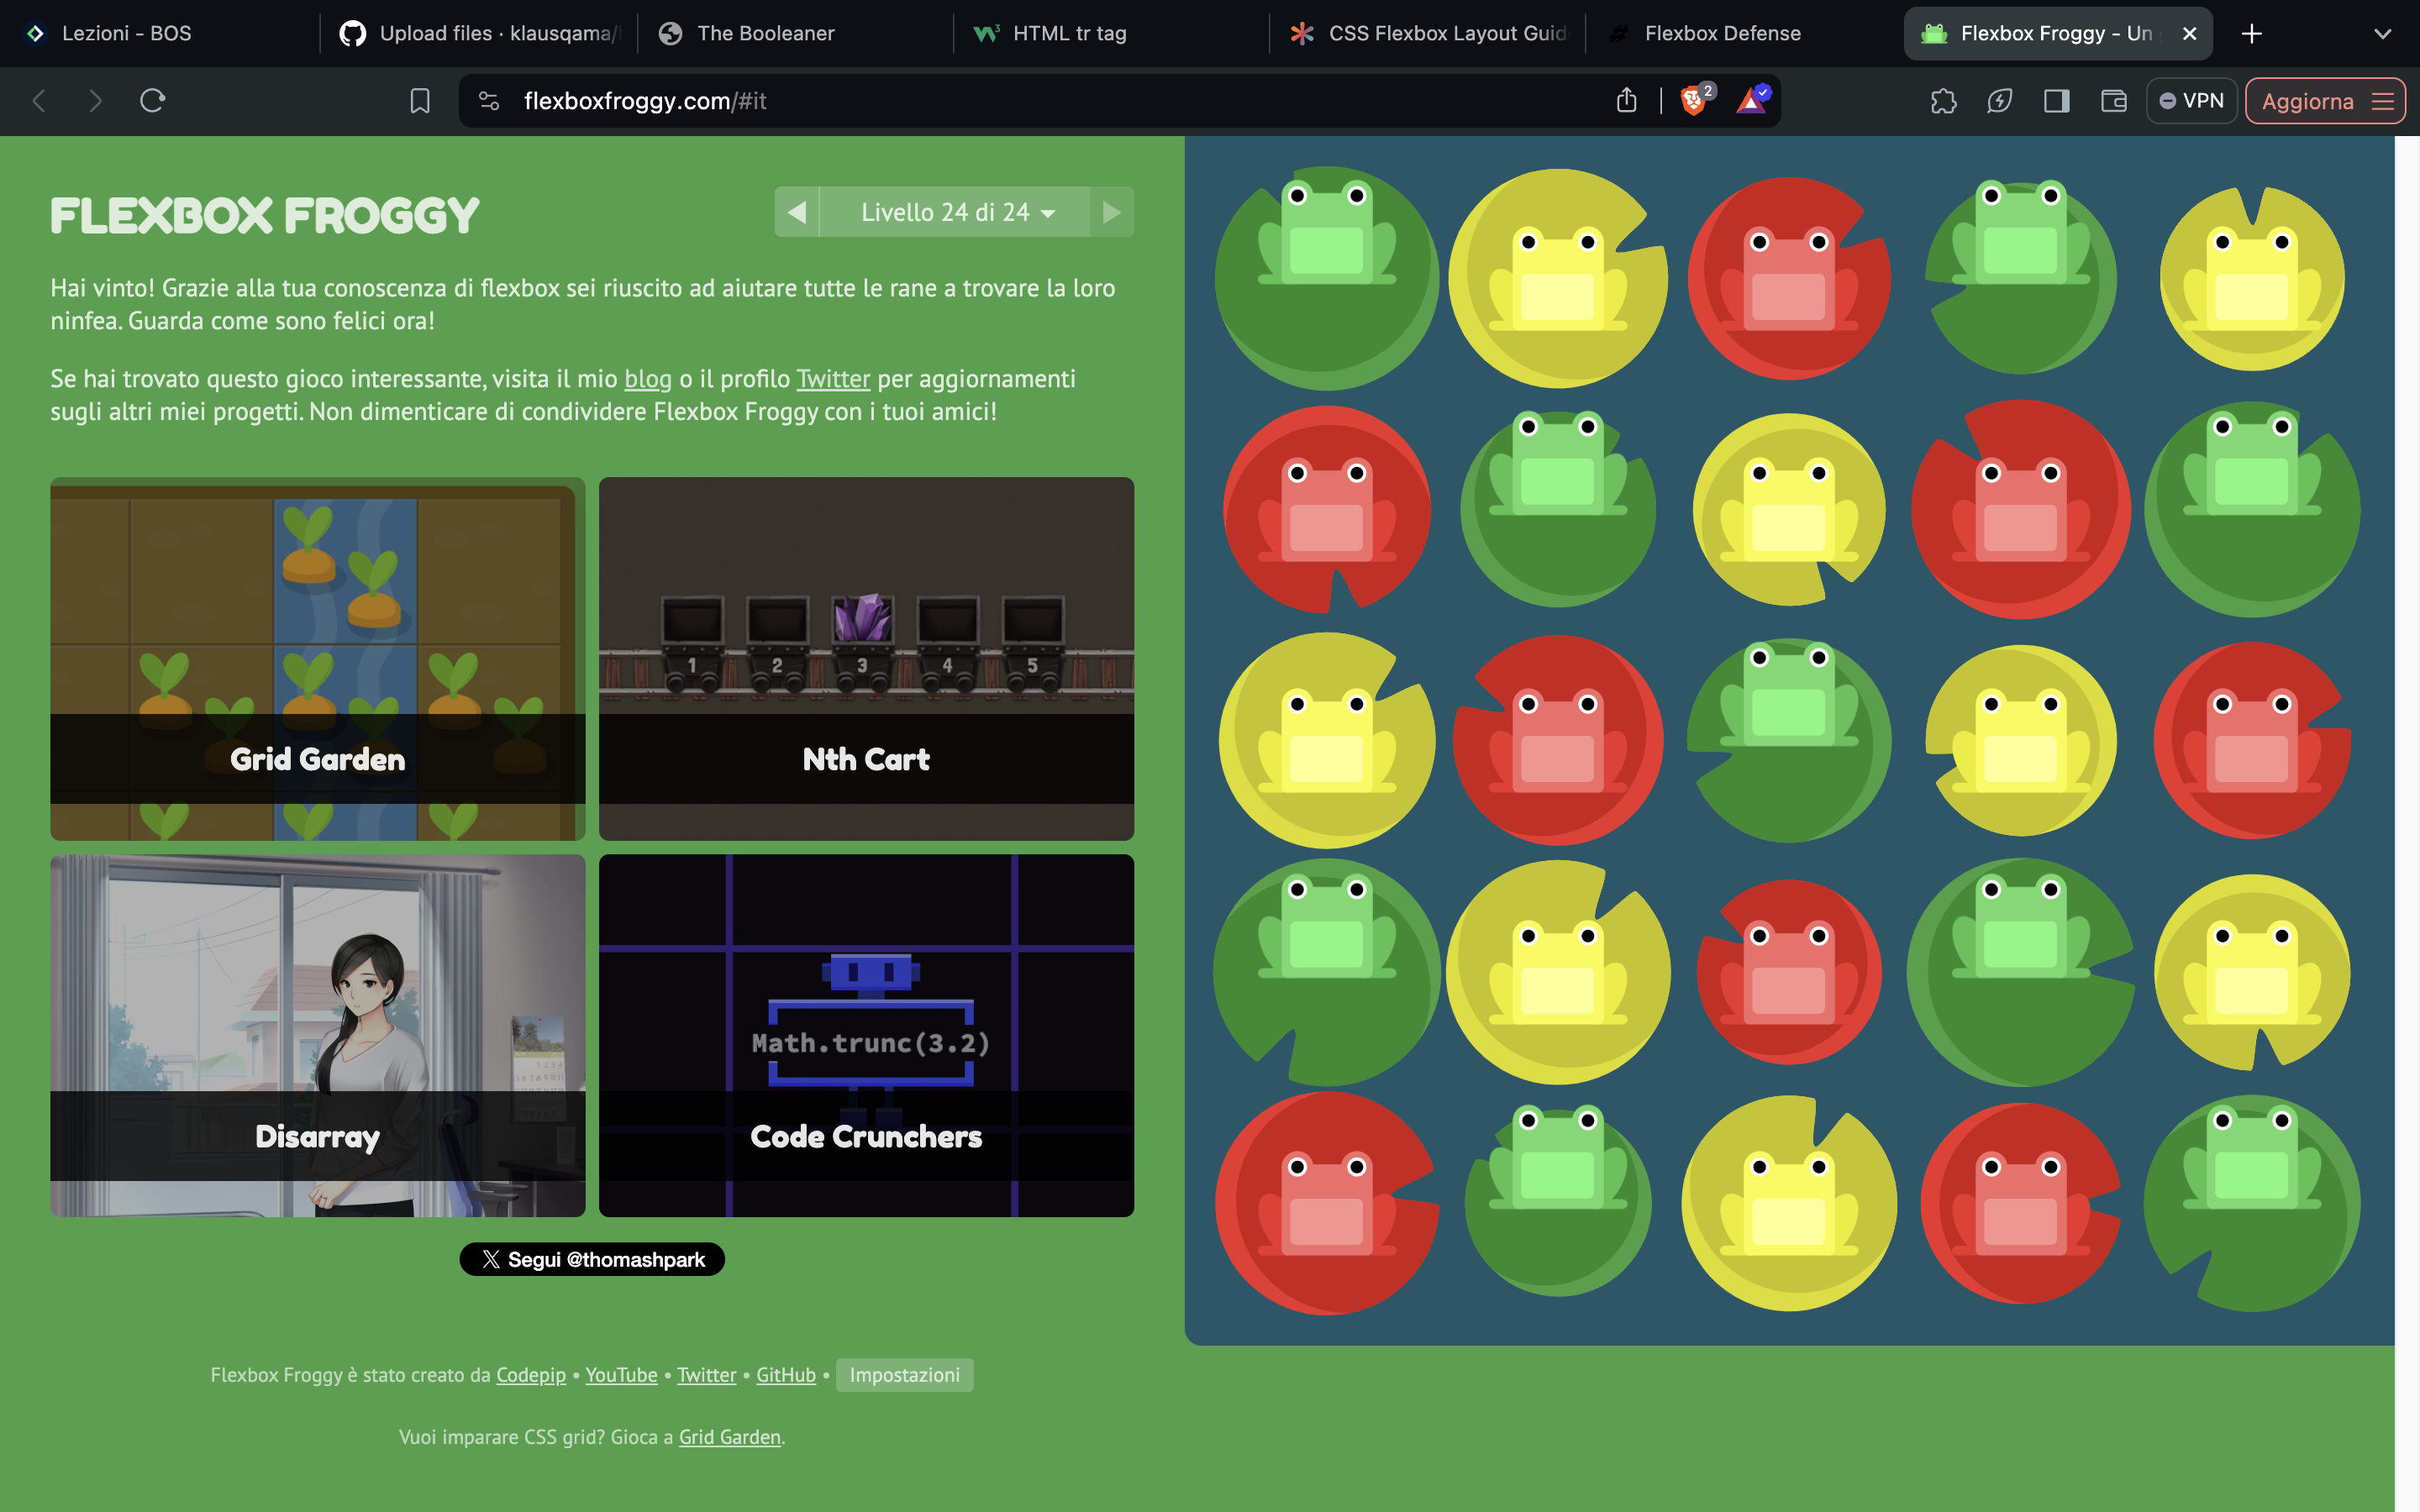 Lezioni - BOS
Upload files · klausqama/
The Booleaner
HTML tr tag
CSS Flexbox Layout Guid
Flexbox Defense
Flexbox Froggy - Un
flexboxfroggy.com/#it
2
VPN
Aggiorna
FLEXBOX FROGGY
Livello 24 di 24
Hai vinto! Grazie alla tua conoscenza di flexbox sei riuscito ad aiutare tutte le rane a trovare la loro
ninfea. Guarda come sono felici ora!
Se hai trovato questo gioco interessante, visita il mio blog o il profilo Twitter per aggiornamenti
sugli altri miei progetti. Non dimenticare di condividere Flexbox Froggy con i tuoi amici!
1 2 3 4 5
Grid Garden
Nth Cart
Math.trunc(3.2)
Disarray
Code Crunchers
Segui @thomashpark
Flexbox Froggy è stato creato da Codepip • YouTube • Twitter • GitHub • Impostazioni
Vuoi imparare CSS grid? Gioca a Grid Garden.